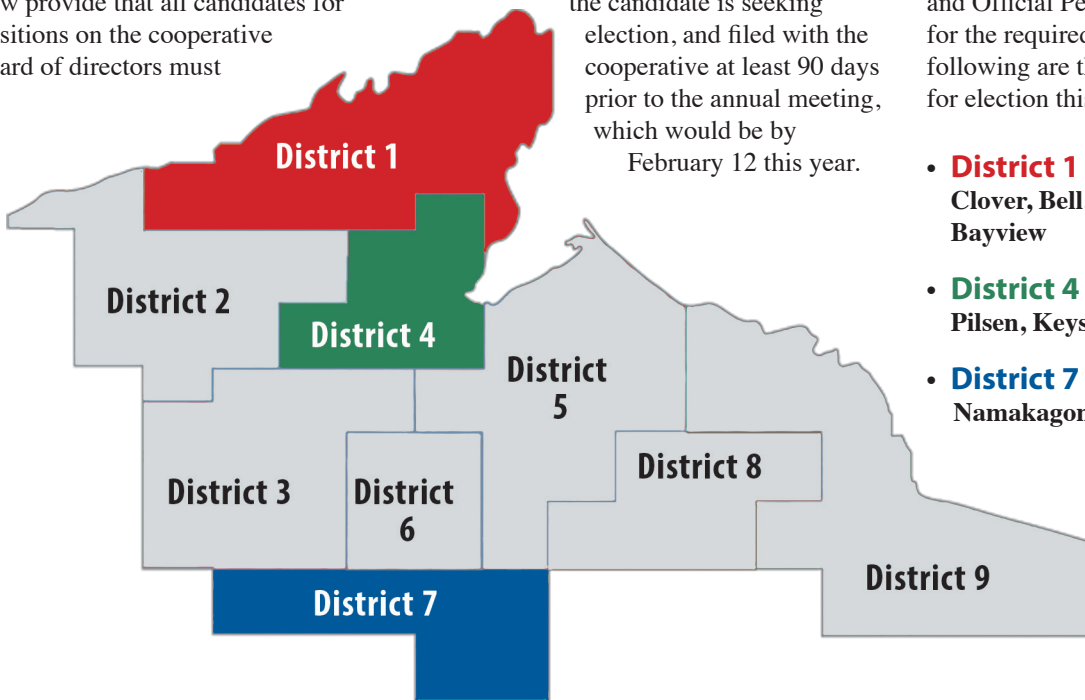 w provide that all candidates for
sitions on the cooperative
ard of directors must
the candidate is seeking
election, and filed with the
cooperative at least 90 days
prior to the annual meeting,
which would be by
February 12 this year.
and Official Pe
for the required
following are th
for election this
• District 1
Clover, Bell
Bayview
• District 4
Pilsen, Keys
• District 7
Namakagon
District 1
District 2
District 4
District
5
District 3
District
6
District 8
District 7
District 9